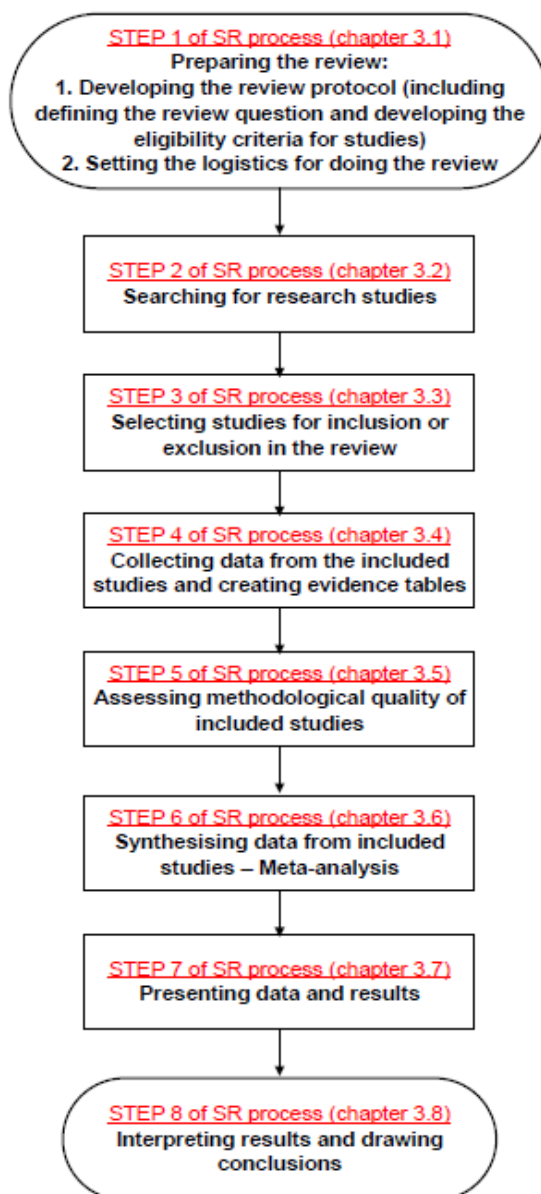 STEP 1 of SR process (chapter 3.1)
Preparing the review:
1. Developing the review protocol (including
defining the review question and developing the
eligibility criteria for studies)
2. Setting the logistics for doing the review
STEP 2 of SR process (chapter 3.2)
Searching for research studies
STEP 3 of SR process (chapter 3.3)
Selecting studies for inclusion or
exclusion in the review
STEP 4 of SR process (chapter 3.4)
Collecting data from the included
studies and creating evidence tables
STEP 5 of SR process (chapter 3.5)
Assessing methodological quality of
included studies
STEP 6 of SR process (chapter 3.6)
Synthesising data from included
studies – Meta-analysis
STEP 7 of SR process (chapter 3.7)
Presenting data and results
STEP 8 of SR process (chapter 3.8)
Interpreting results and drawing
conclusions